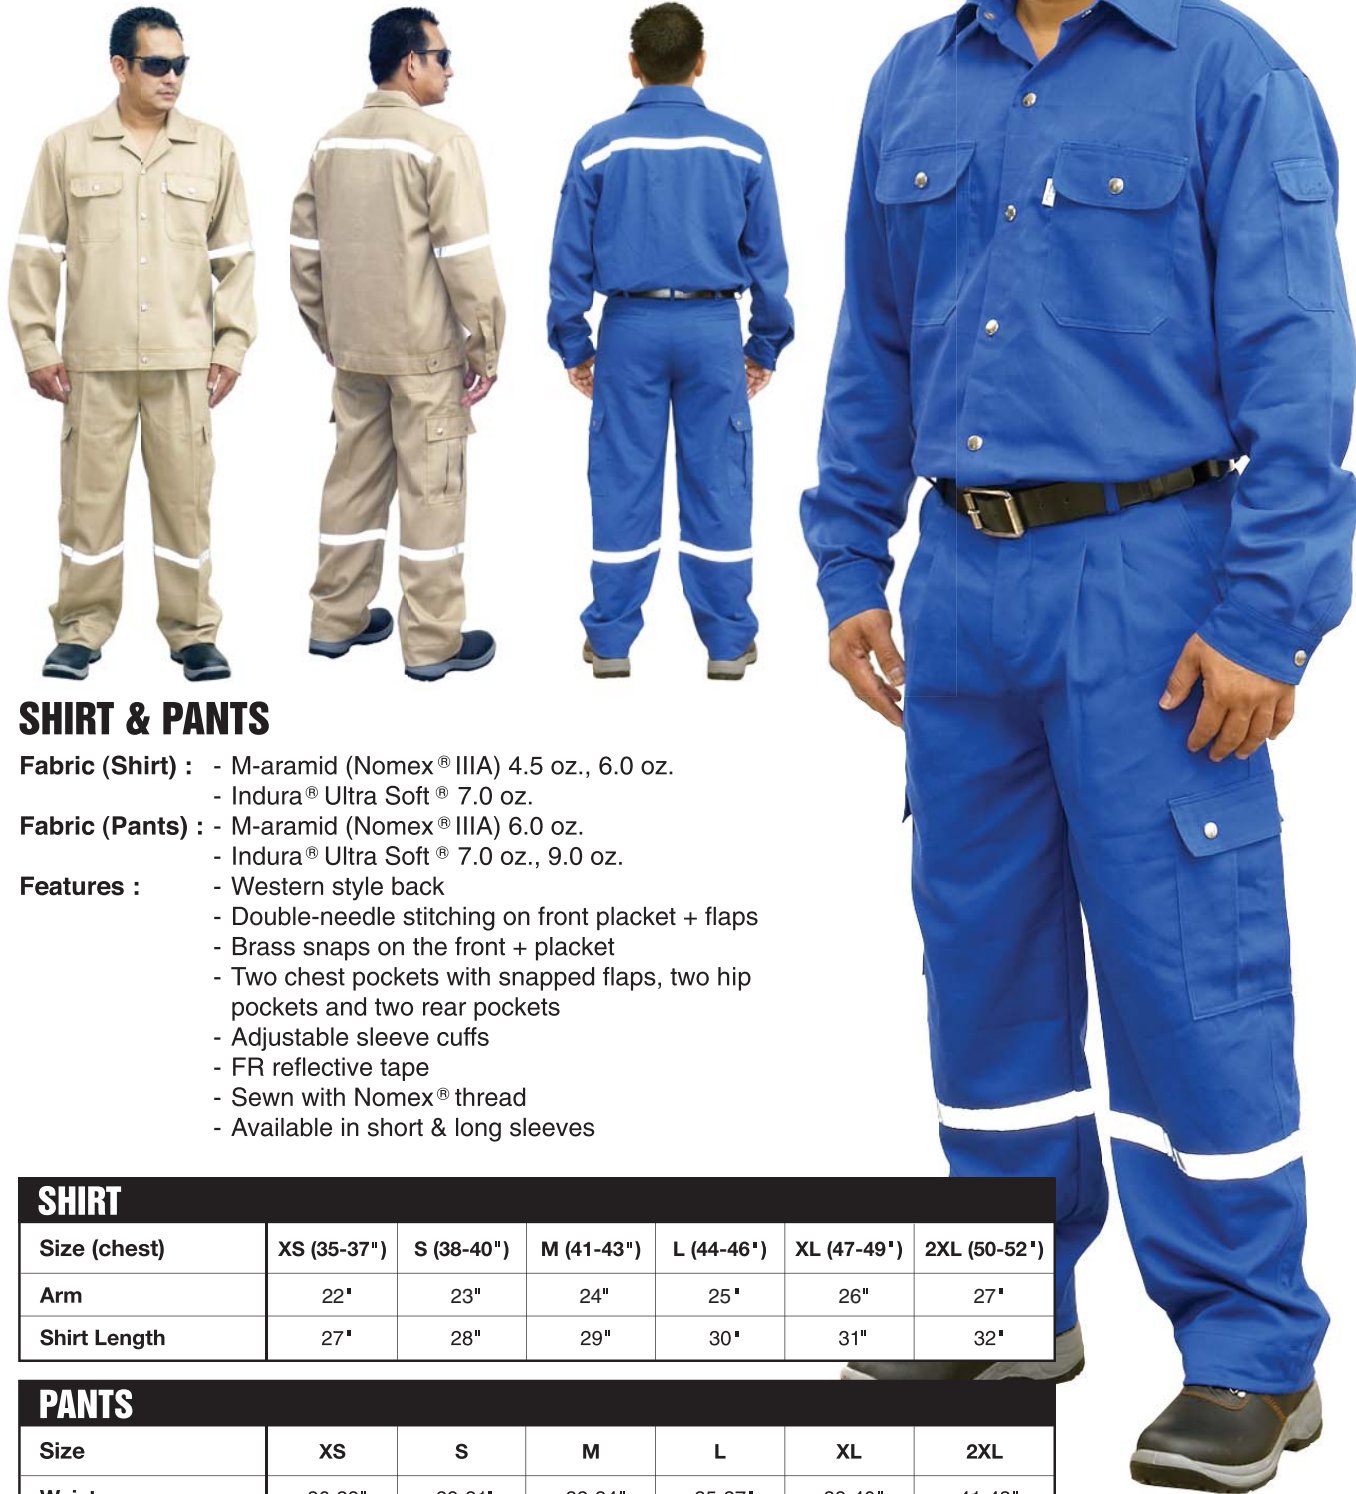 SHIRT & PANTS
Fabric (Shirt) : - M-aramid (Nomex® IIIA) 4.5 oz., 6.0 oz.
- Indura® Ultra Soft® 7.0 oz.
Fabric (Pants) : - M-aramid (Nomex® IIIA) 6.0 oz.
- Indura® Ultra Soft® 7.0 oz., 9.0 oz.
Features : - Western style back
- Double-needle stitching on front placket + flaps
- Brass snaps on the front + placket
- Two chest pockets with snapped flaps, two hip
pockets and two rear pockets
- Adjustable sleeve cuffs
- FR reflective tape
- Sewn with Nomex® thread
- Available in short & long sleeves
SHIRT
Size (chest) XS (35-37") S (38-40") M (41-43") L (44-46") XL (47-49") 2XL (50-52")
Arm 22" 23" 24" 25" 26" 27"
Shirt Length 27" 28" 29" 30" 31" 32"
PANTS
Size XS S M L XL 2XL